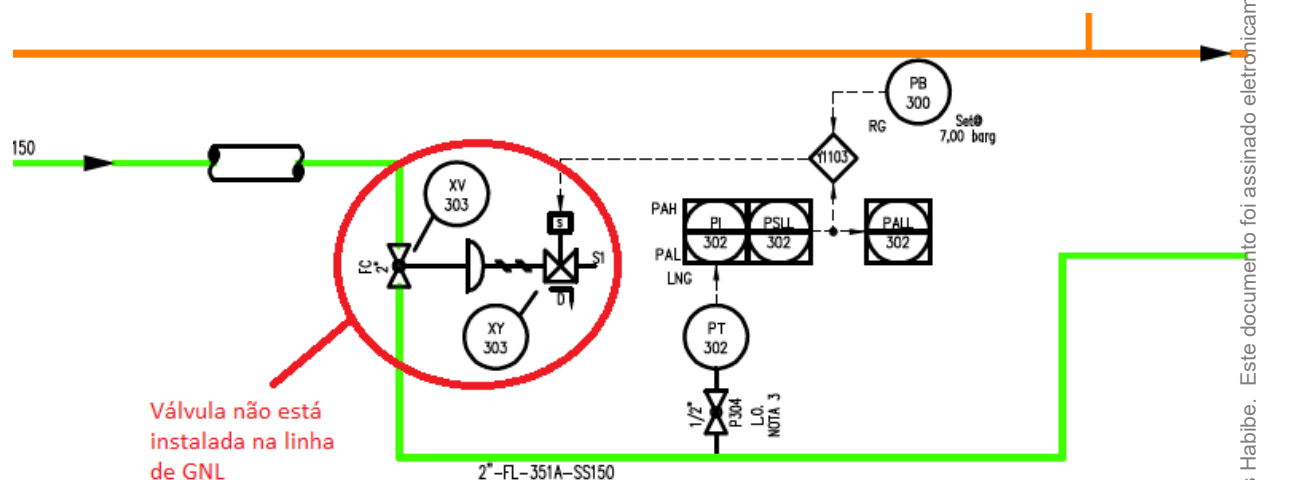 PB
300
RG
Set@
7,00 barg
150
Y1103
XV
303
S
PAH
PI
302
PSLL
302
PALL
302
PAL
LNG
FC
2"
S1
D
XY
303
PT
302
1/2"
P304
L.O.
NOTA 3
Válvula não está
instalada na linha
de GNL
2"-FL-351A-SS150
s Habibe. Este documento foi assinado eletronicam